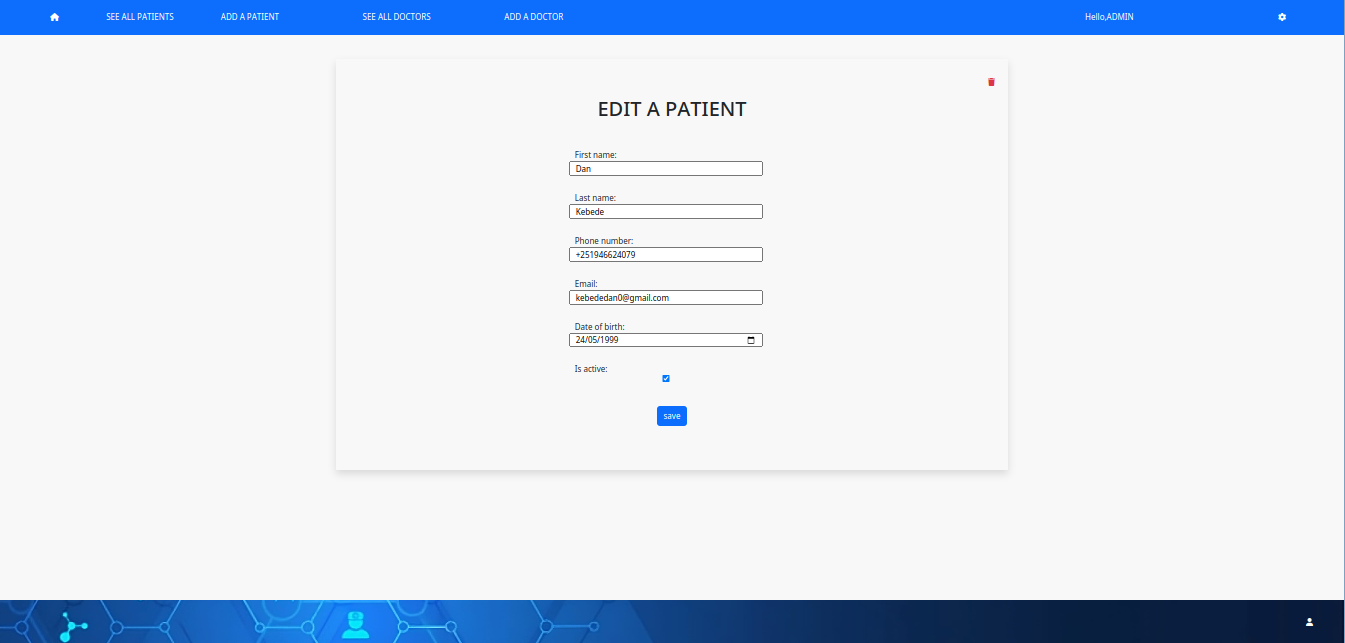 SEE ALL PATIENTS ADD A PATIENT SEE ALL DOCTORS ADD A DOCTOR Hello,ADMIN
EDIT A PATIENT
First name:
Dan
Last name:
Kebede
Phone number:
+251946624079
Email:
kebededan0@gmail.com
Date of birth:
24/05/1999
Is active:
save